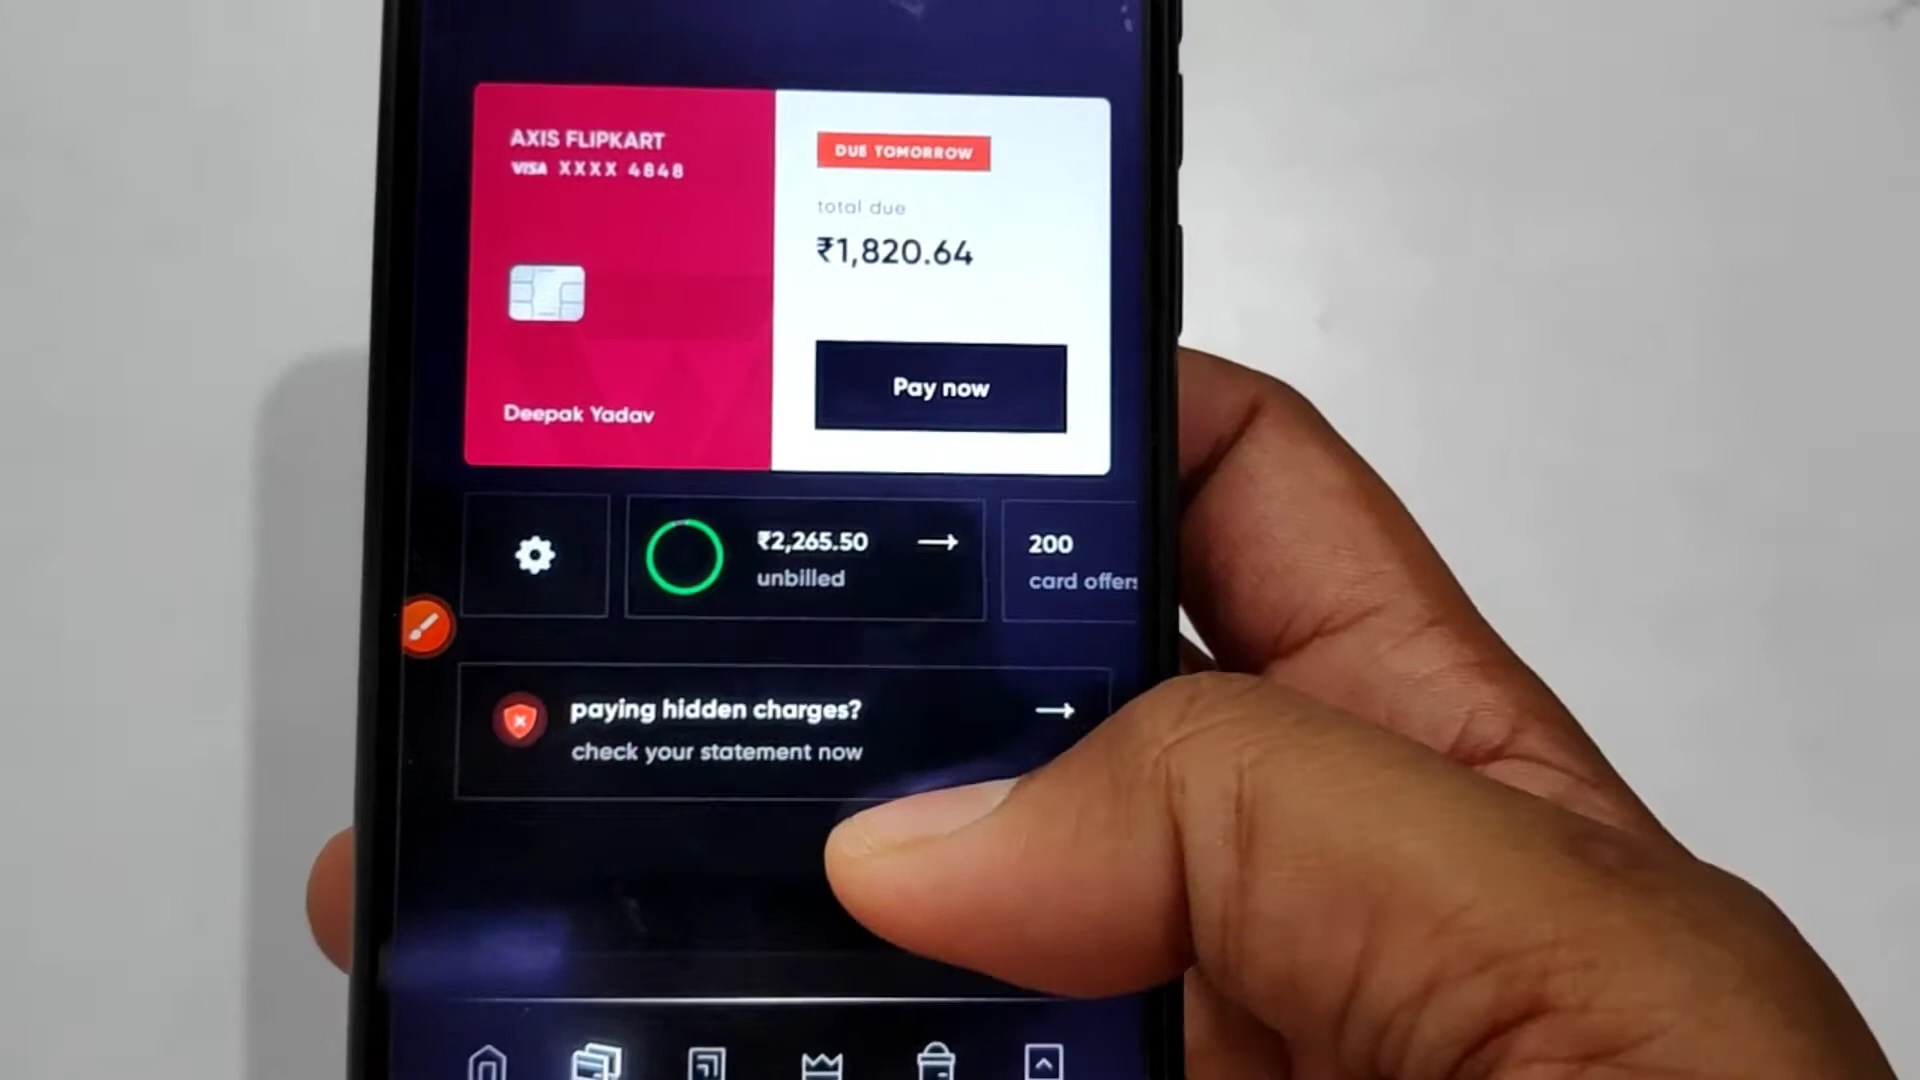 AXIS FLIPKART
VISA XXXX 4848
Deepak Yadav
DUE TOMORROW
total due
₹1,820.64
Pay now
₹2,265.50
unbilled
200
card offers
paying hidden charges?
check your statement now